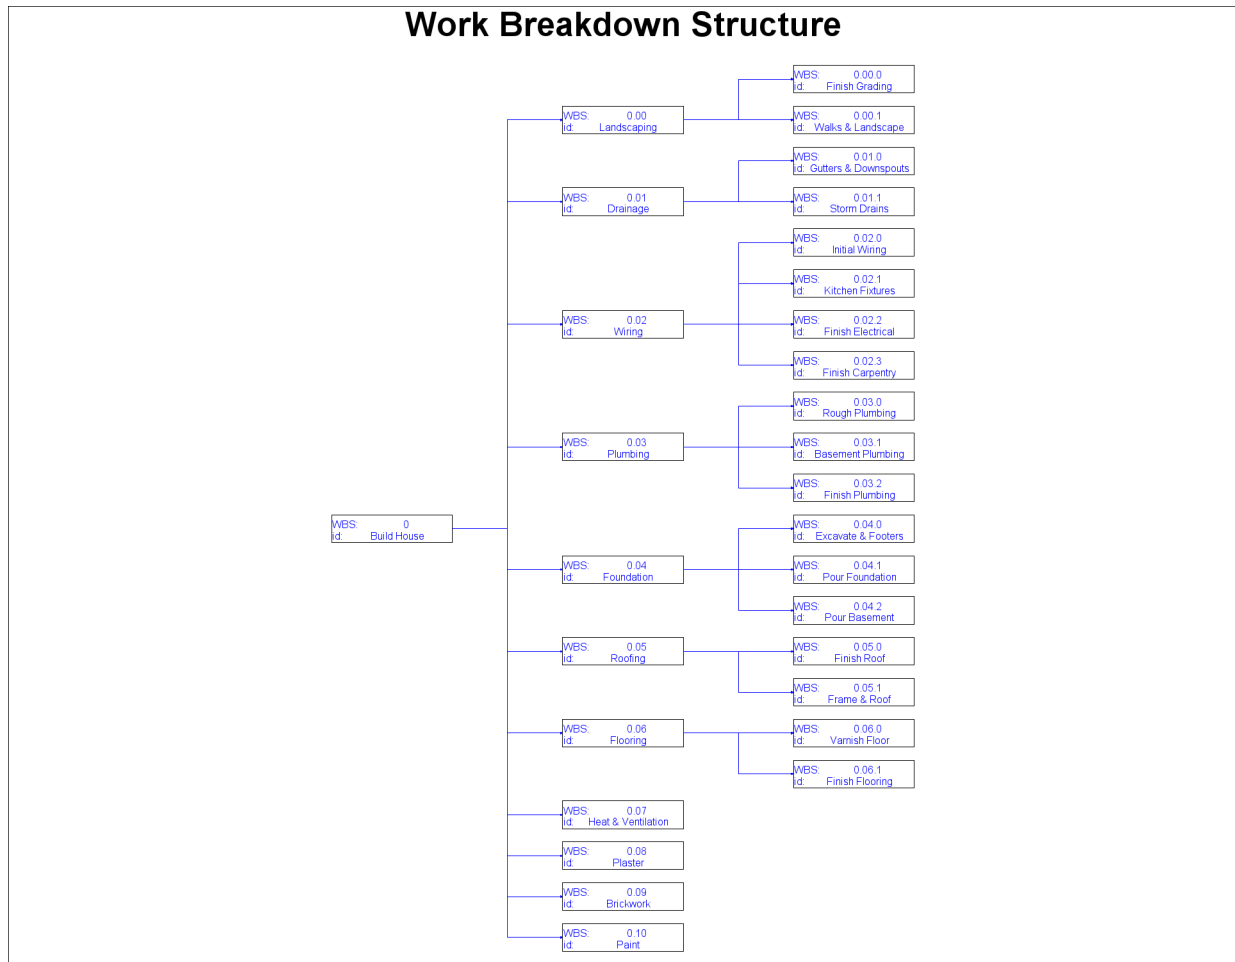 Work Breakdown Structure
WBS: 0.00.0
id: Finish Grading
WBS: 0.00
id: Landscaping
WBS: 0.00.1
id: Walks & Landscape
WBS: 0.01.0
id: Gutters & Downspouts
WBS: 0.01
id: Drainage
WBS: 0.01.1
id: Storm Drains
WBS: 0.02.0
id: Initial Wiring
WBS: 0.02.1
id: Kitchen Fixtures
WBS: 0.02
id: Wiring
WBS: 0.02.2
id: Finish Electrical
WBS: 0.02.3
id: Finish Carpentry
WBS: 0.03.0
id: Rough Plumbing
WBS: 0.03
id: Plumbing
WBS: 0.03.1
id: Basement Plumbing
WBS: 0.03.2
id: Finish Plumbing
WBS: 0
id: Build House
WBS: 0.04.0
id: Excavate & Footers
WBS: 0.04
id: Foundation
WBS: 0.04.1
id: Pour Foundation
WBS: 0.04.2
id: Pour Basement
WBS: 0.05
id: Roofing
WBS: 0.05.0
id: Finish Roof
WBS: 0.05.1
id: Frame & Roof
WBS: 0.06
id: Flooring
WBS: 0.06.0
id: Varnish Floor
WBS: 0.06.1
id: Finish Flooring
WBS: 0.07
id: Heat & Ventilation
WBS: 0.08
id: Plaster
WBS: 0.09
id: Brickwork
WBS: 0.10
id: Paint